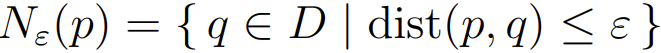 N_ε(p) = { q ∈ D | dist(p, q) ≤ ε }